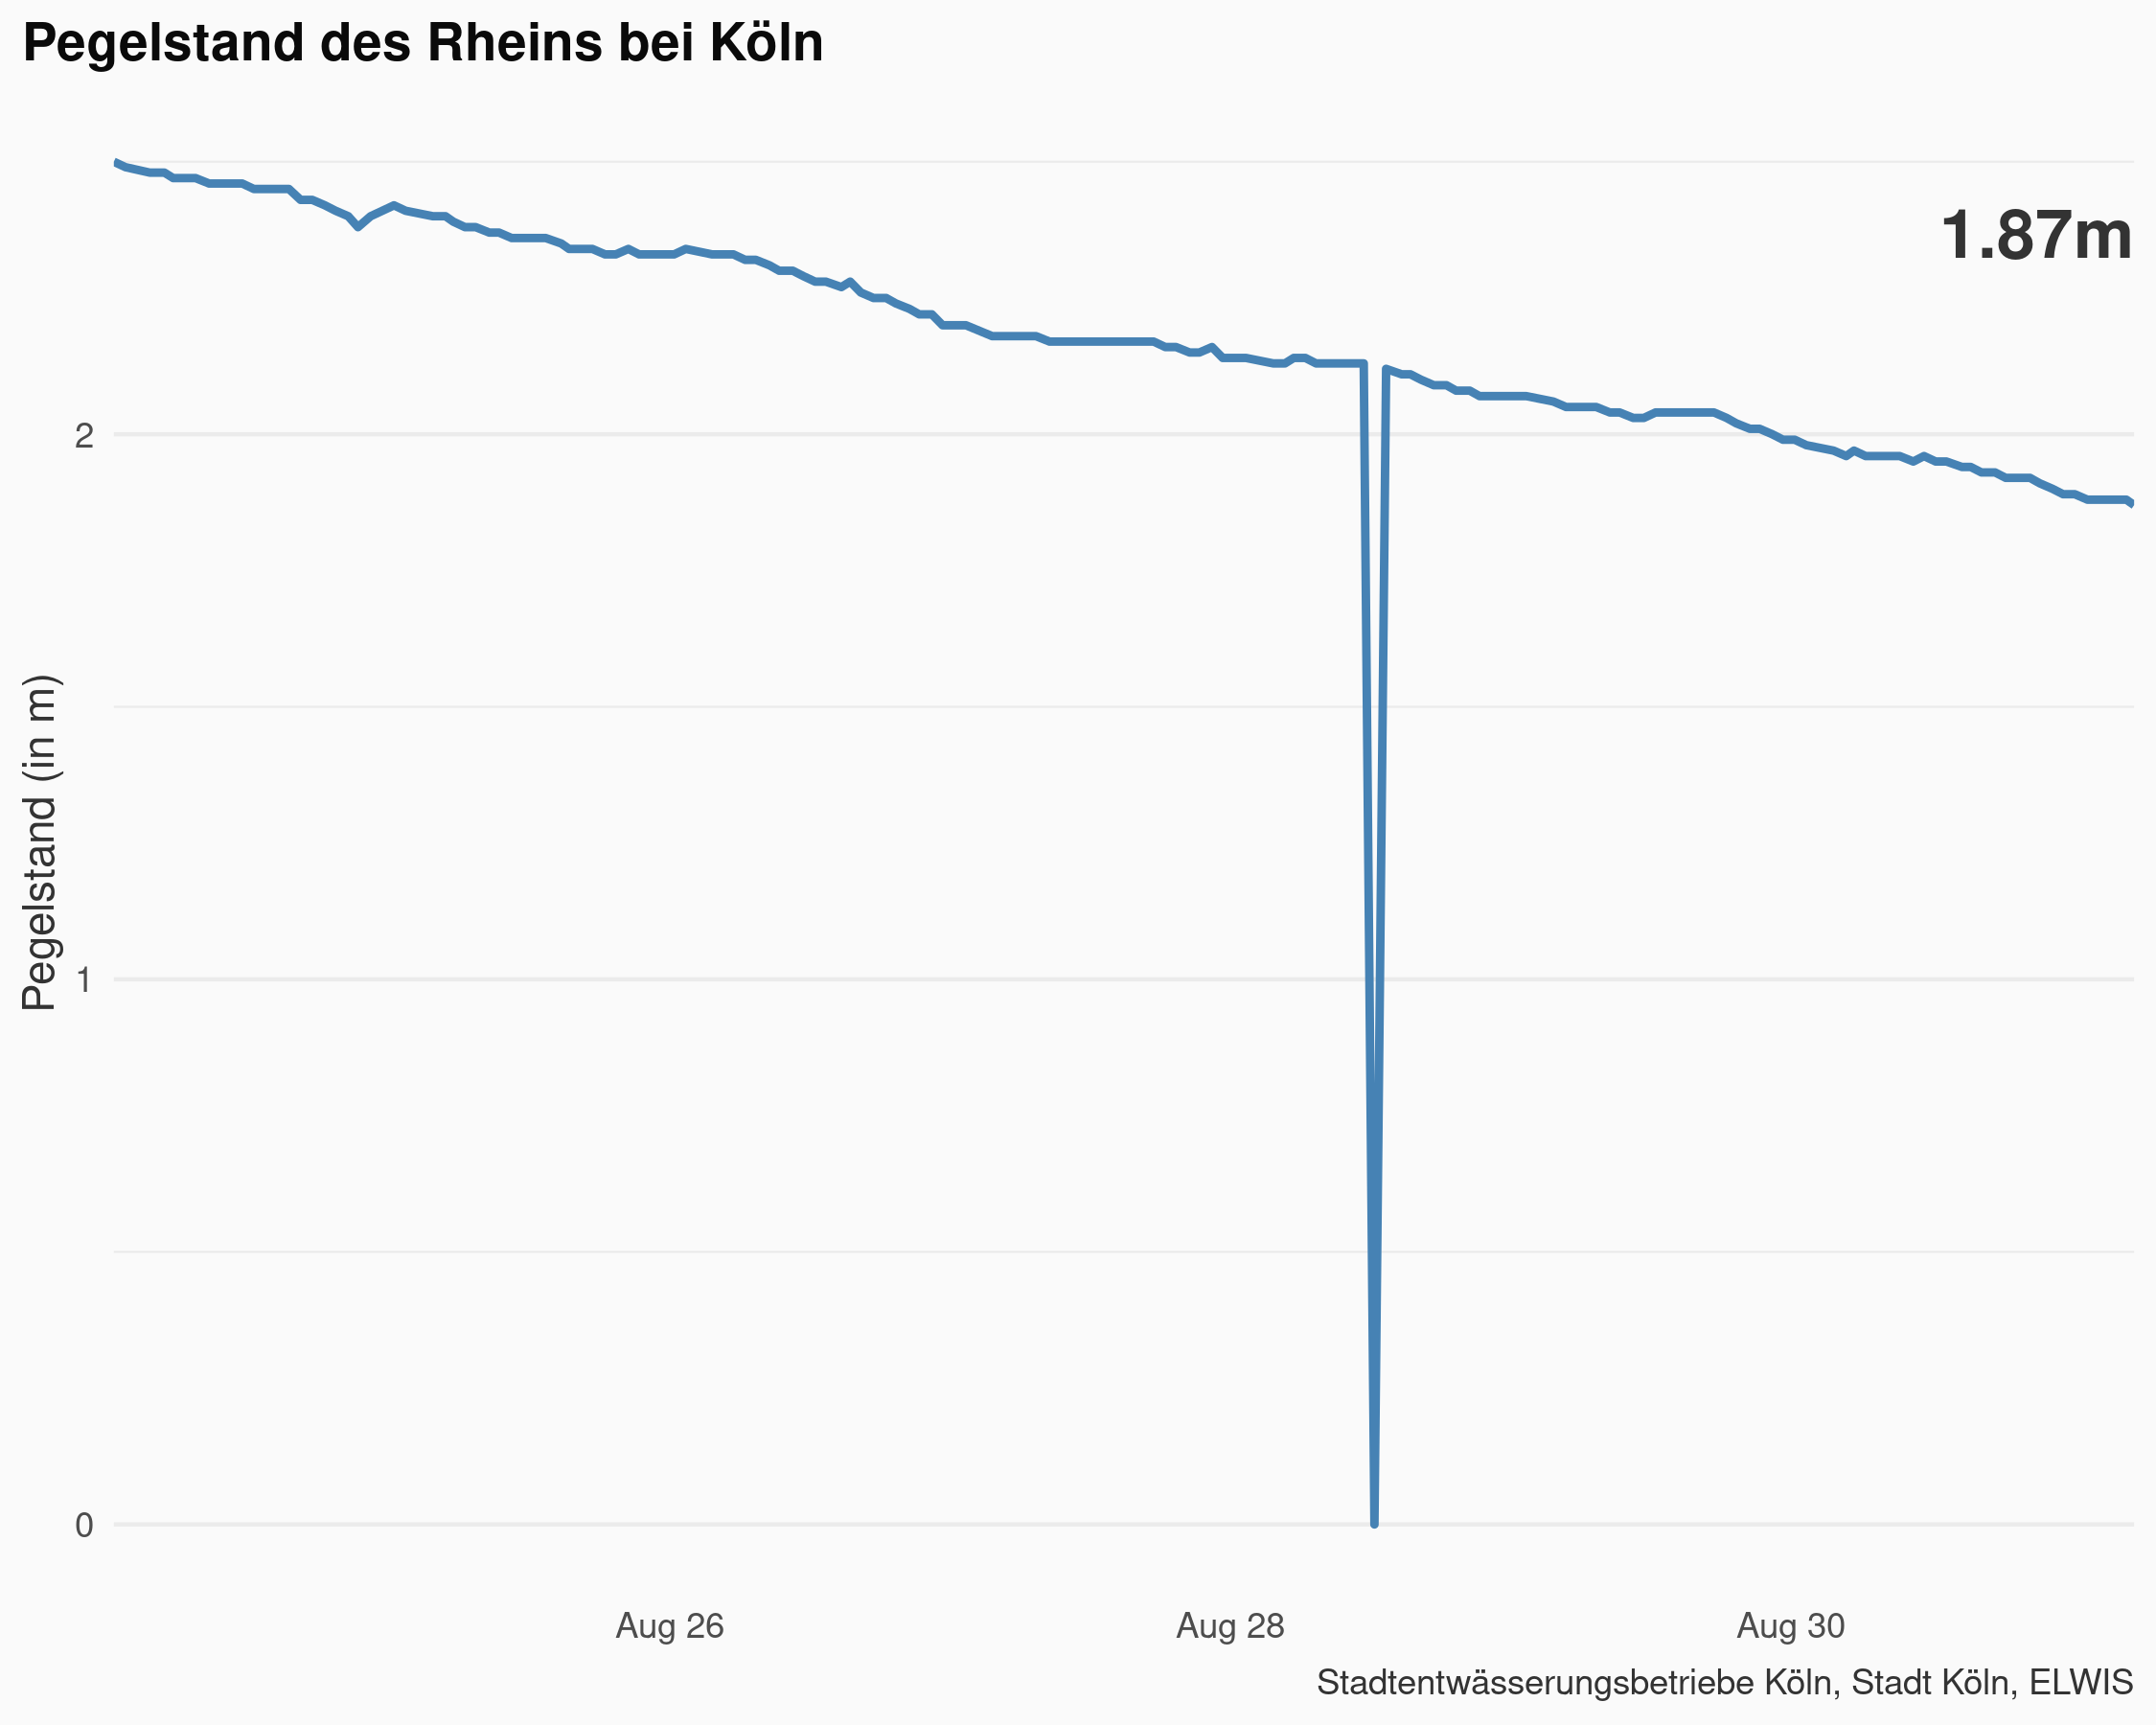 Pegelstand des Rheins bei Köln
1.87m
Pegelstand (in m)
2
1
0
Aug 26
Aug 28
Aug 30
Stadtentwässerungsbetriebe Köln, Stadt Köln, ELWIS